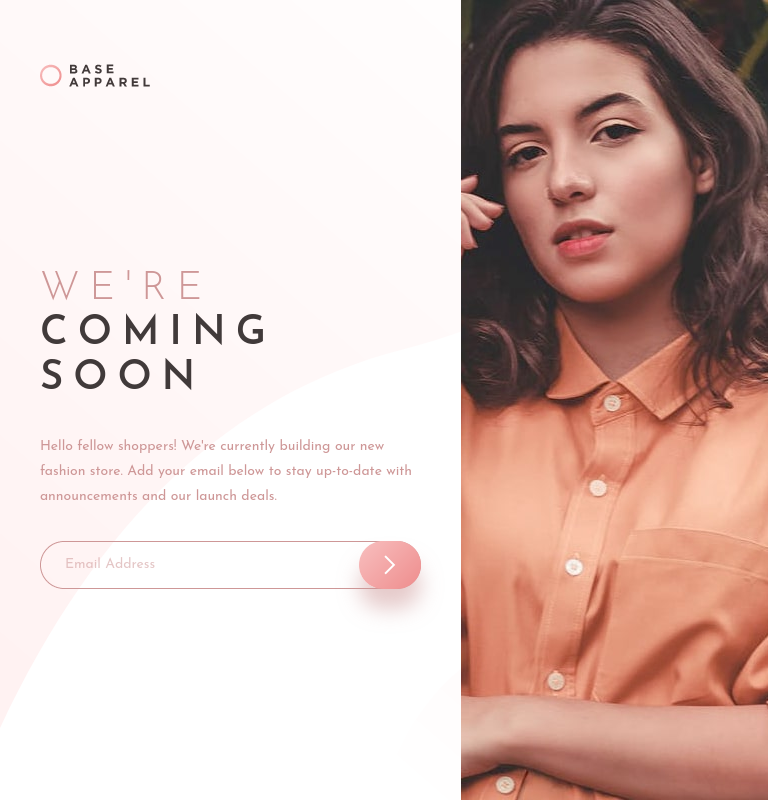 BASE
APPAREL
WE'RE
COMING
SOON
Hello fellow shoppers! We're currently building our new
fashion store. Add your email below to stay up-to-date with
announcements and our launch deals.
Email Address